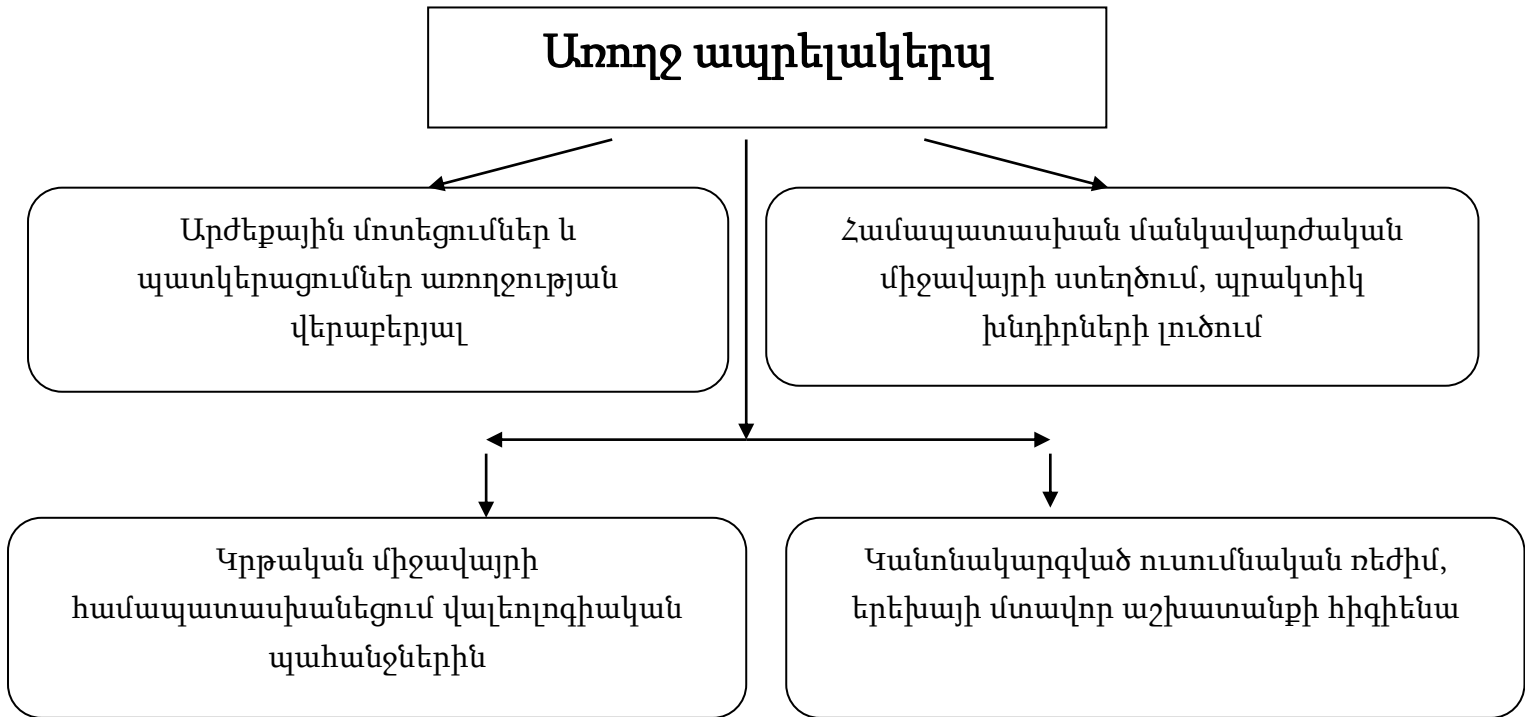 Առողջ ապրելակերպ
Արժեքային մոտեցումներ և
պատկերացումներ առողջության
վերաբերյալ
Համապատասխան մանկավարժական
միջավայրի ստեղծում, պրակտիկ
խնդիրների լուծում
Կրթական միջավայրի
համապատասխանեցում վալեոլոգիական
պահանջներին
Կանոնակարգված ուսումնական ռեժիմ,
երեխայի մտավոր աշխատանքի հիգիենա